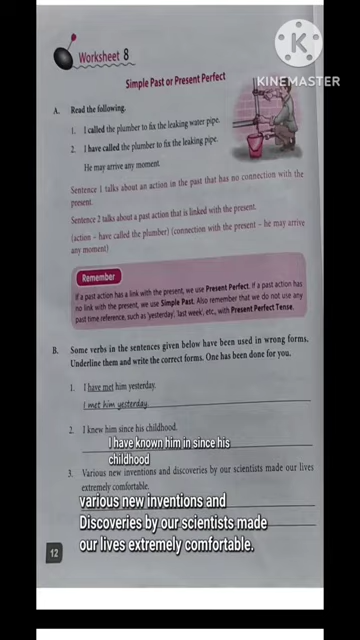 Worksheet 8
KINEMASTER
Simple Past or Present Perfect
A. Read the following.
1. I called the plumber to fix the leaking water pipe.
2. I have called the plumber to fix the leaking pipe.
He may arrive any moment.
Sentence 1 talks about an action in the past that has no connection with the
present.
Sentence 2 talks about a past action that is linked with the present.
(action – have called the plumber) (connection with the present – he may arrive
any moment)
Remember
If a past action has a link with the present, we use Present Perfect. If a past action has
no link with the present, we use Simple Past. Also remember that we do not use any
past time reference, such as 'yesterday', 'last week', etc., with Present Perfect Tense.
B. Some verbs in the sentences given below have been used in wrong forms.
Underline them and write the correct forms. One has been done for you.
1. I have met him yesterday.
I met him yesterday.
2. I knew him since his childhood.
I have known him in since his
childhood
3. Various new inventions and discoveries by our scientists made our lives
extremely comfortable.
various new inventions and
Discoveries by our scientists made
our lives extremely comfortable.
12